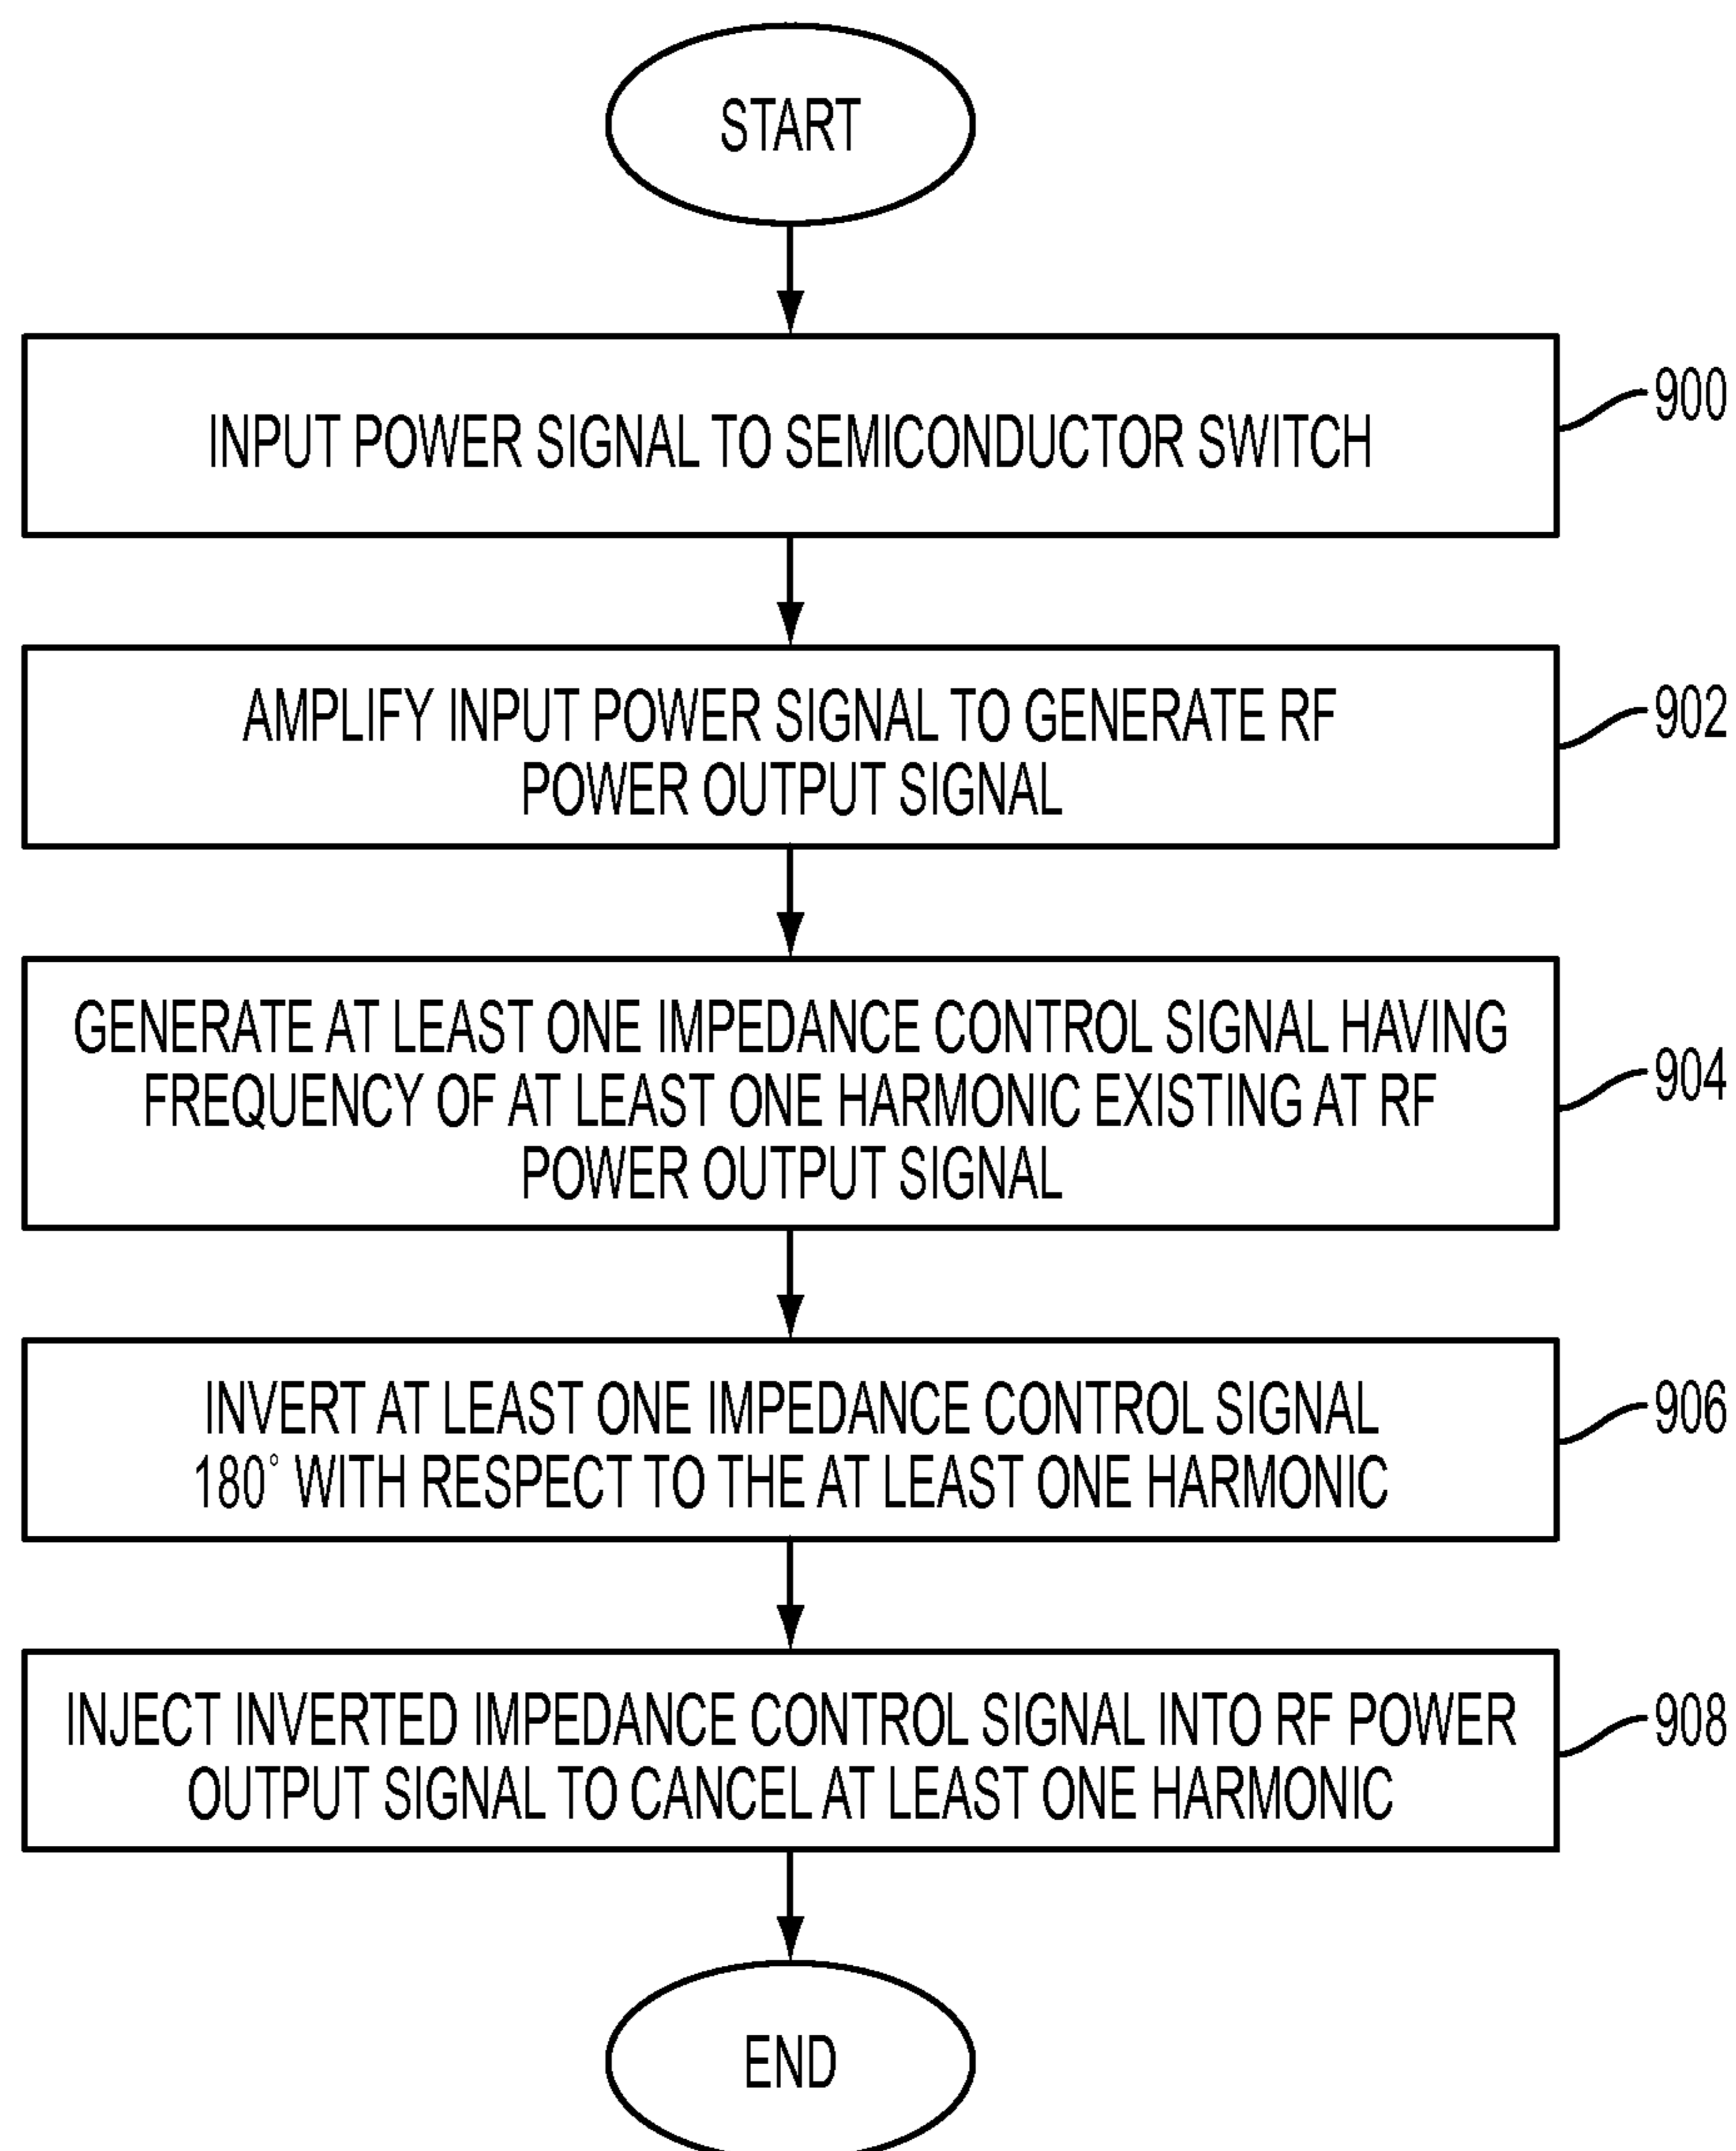 START
INPUT POWER SIGNAL TO SEMICONDUCTOR SWITCH
900
AMPLIFY INPUT POWER SIGNAL TO GENERATE RF
POWER OUTPUT SIGNAL
902
GENERATE AT LEAST ONE IMPEDANCE CONTROL SIGNAL HAVING
FREQUENCY OF AT LEAST ONE HARMONIC EXISTING AT RF
POWER OUTPUT SIGNAL
904
INVERT AT LEAST ONE IMPEDANCE CONTROL SIGNAL
180° WITH RESPECT TO THE AT LEAST ONE HARMONIC
906
INJECT INVERTED IMPEDANCE CONTROL SIGNAL INTO RF POWER
OUTPUT SIGNAL TO CANCEL AT LEAST ONE HARMONIC
908
END